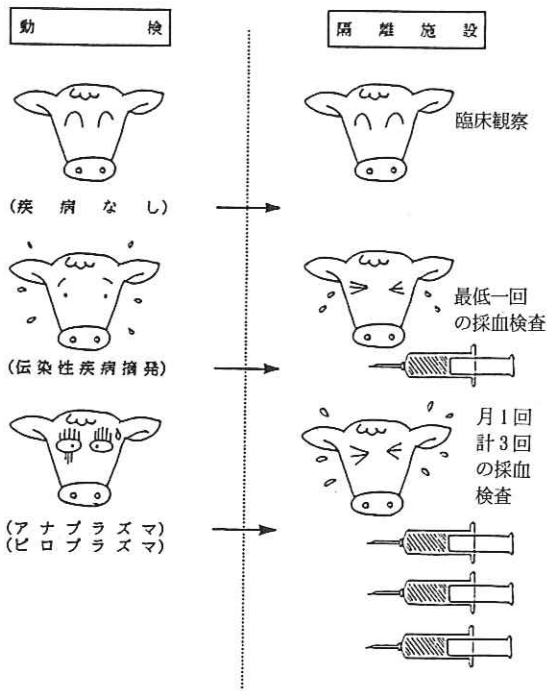 動検
隔離施設
臨床観察
(疾病なし)
最低一回
の採血検査
(伝染性疾病摘発)
月1回
計3回
の採血
検査
(アナプラズマ)
(ピロプラズマ)